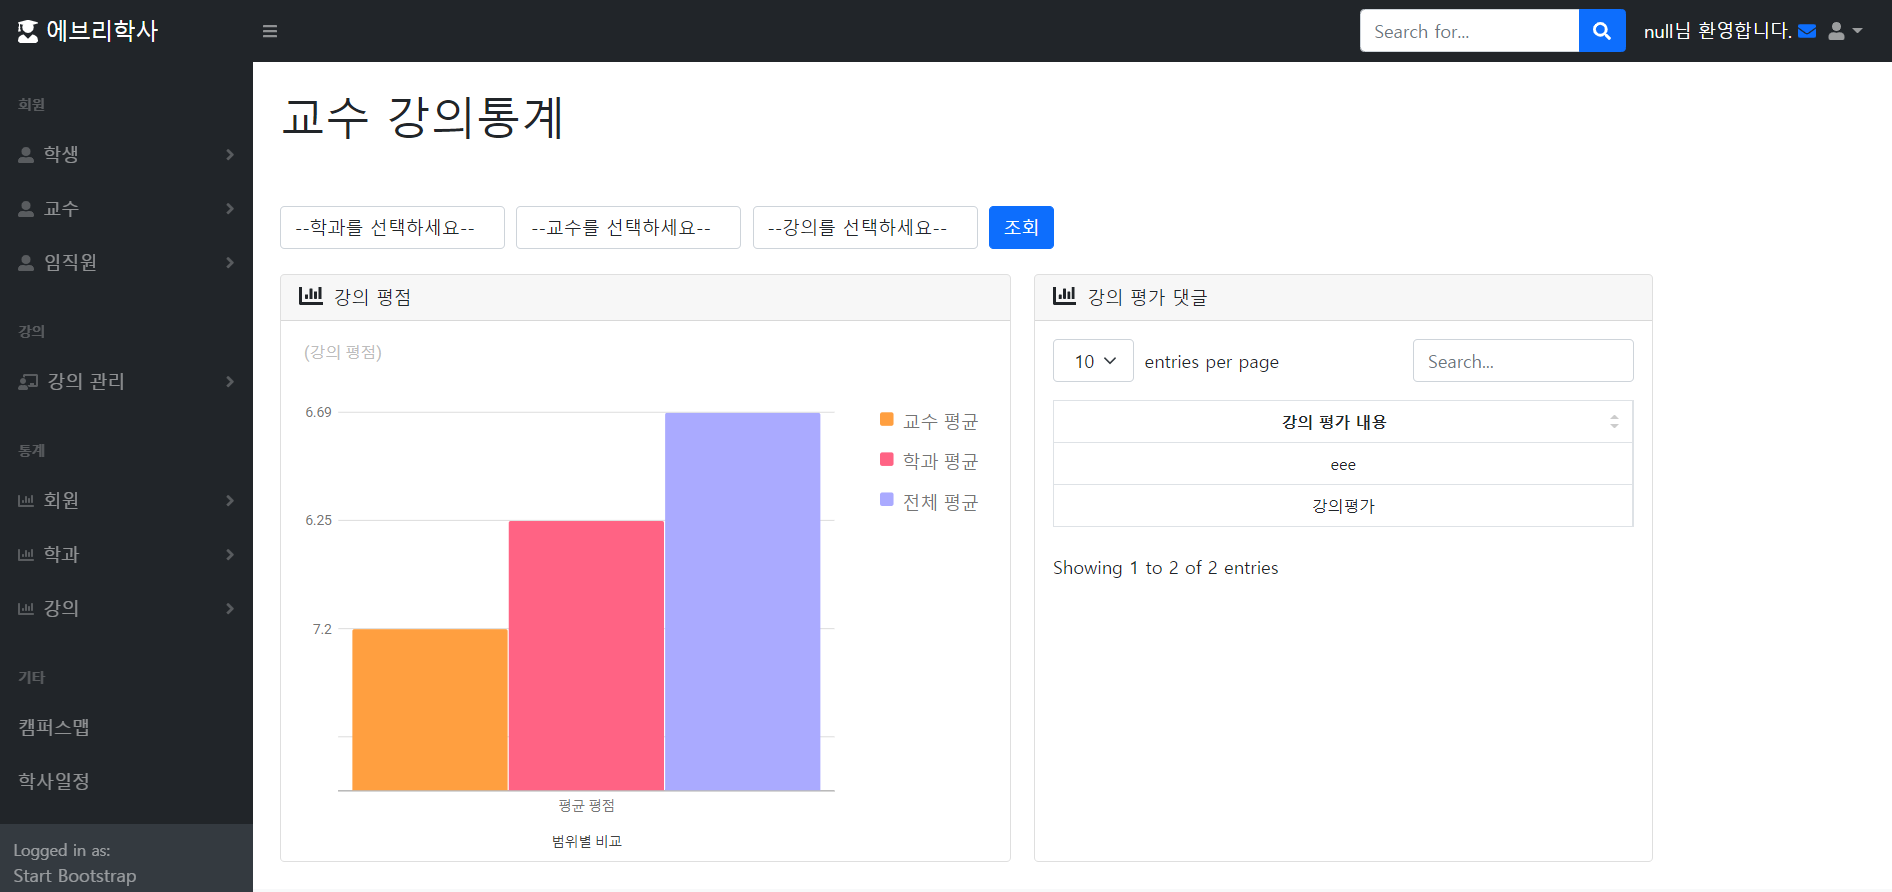 에브리학사
Search for...
null님 환영합니다.
회원
학생
교수
임직원
강의
강의 관리
통계
회원
학과
강의
기타
캠퍼스맵
학사일정
Logged in as:
Start Bootstrap
교수 강의통계
--학과를 선택하세요--
--교수를 선택하세요--
--강의를 선택하세요--
조회
강의 평점
(강의 평점)
6.69
6.25
7.2
교수 평균
학과 평균
전체 평균
평균 평점
범위별 비교
강의 평가 댓글
10 entries per page
Search...
강의 평가 내용
eee
강의평가
Showing 1 to 2 of 2 entries